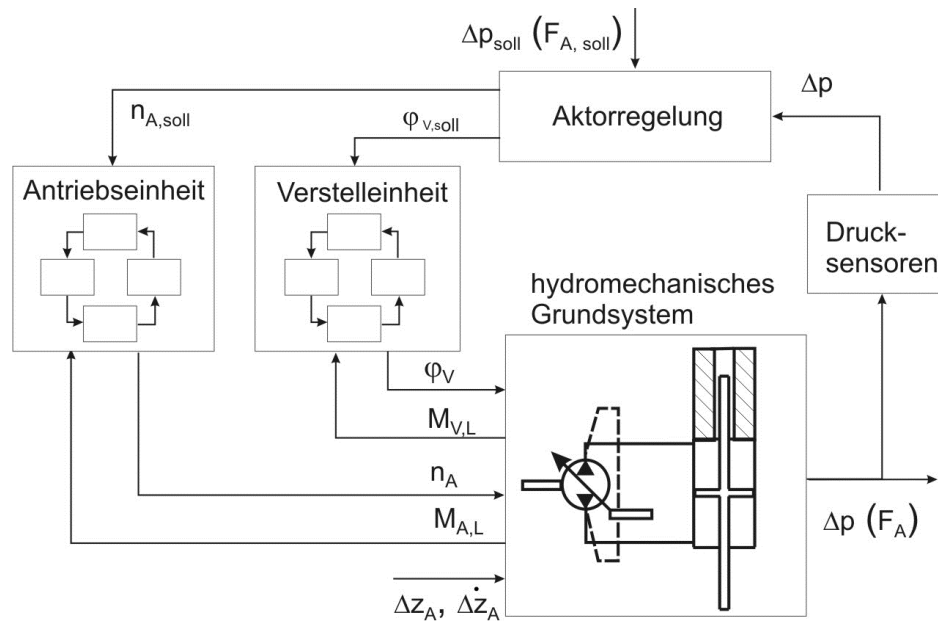 Δp_soll (F_A, soll)
Aktorregelung
Δp
n_A,soll
φ_V,soll
Antriebseinheit
Verstelleinheit
Druck-
sensoren
hydromechanisches
Grundsystem
φ_V
M_V,L
n_A
M_A,L
Δp (F_A)
Δz_A, Δż_A